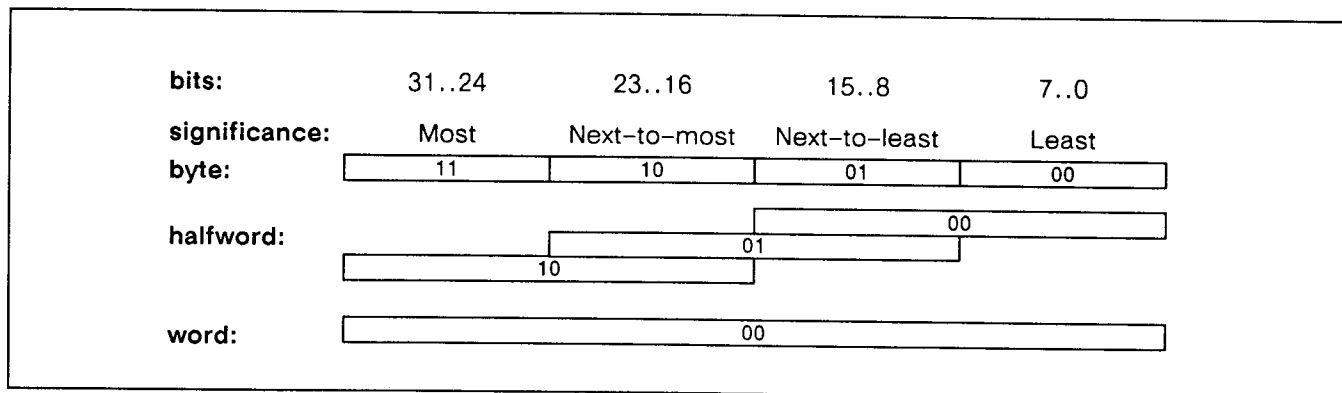 bits: 31..24 23..16 15..8 7..0
significance: Most Next-to-most Next-to-least Least
byte: 11 10 01 00
00
halfword: 01
10
word: 00